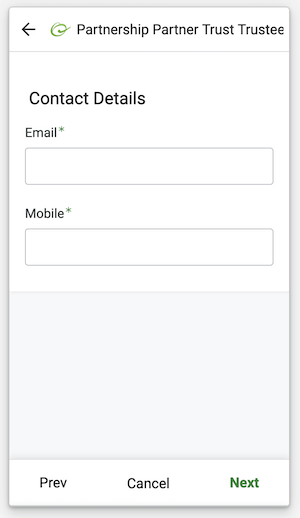 Partnership Partner Trust Trustee
Contact Details
Email*
Mobile*
Prev Cancel Next